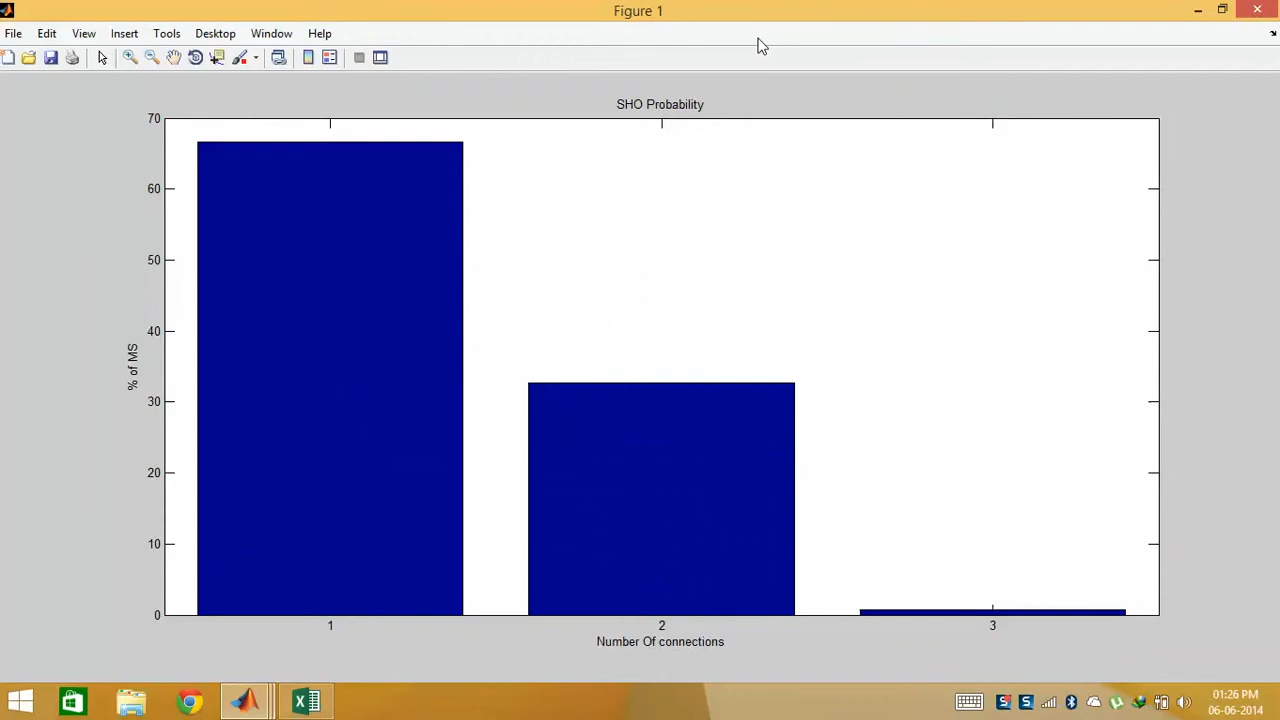 Figure 1
File Edit View Insert Tools Desktop Window Help
SHO Probability
70
60
50
40
30
20
10
0
% of MS
1 2 3
Number Of connections
01:26 PM
06-06-2014